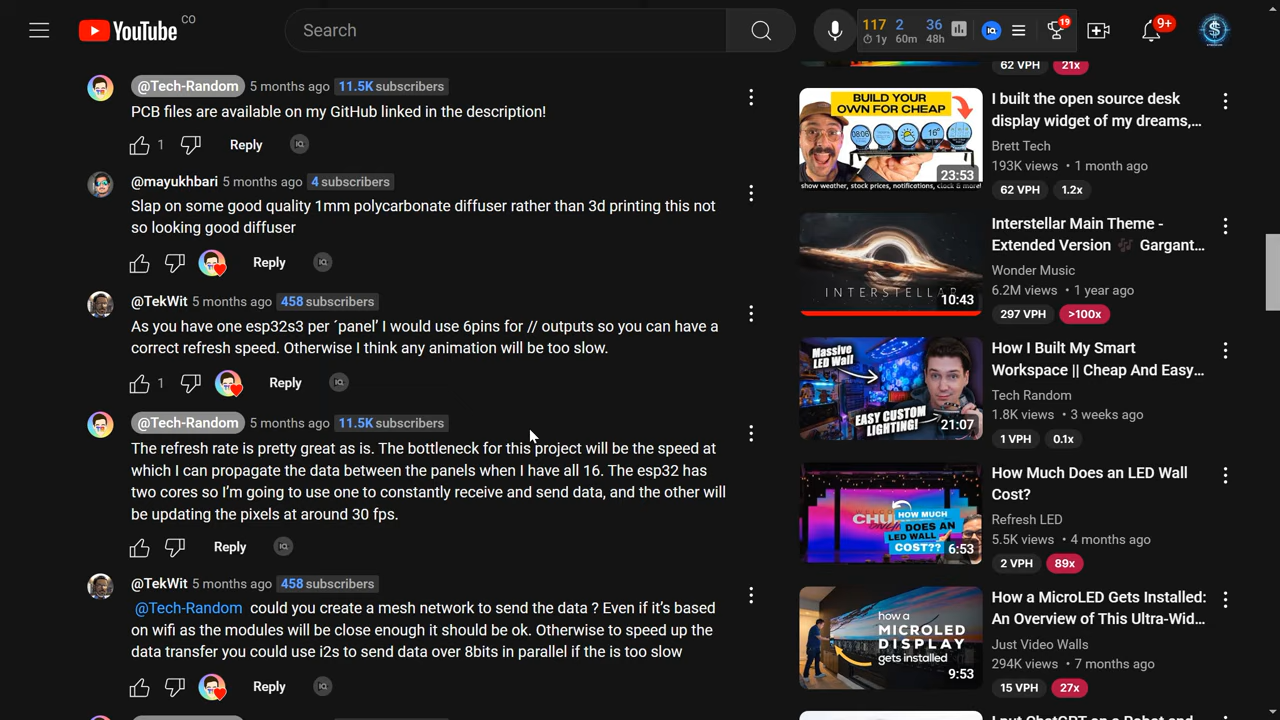 YouTube CO
Search
117 2 36
1y 60m 48h
IQ
19
9+
@Tech-Random 5 months ago 11.5K subscribers
PCB files now available on my GitHub linked in the description!
1 Reply IQ
@mayukhbari 5 months ago 4 subscribers
Slap on some good quality 1mm polycarbonate diffuser rather than 3d printing this not
so looking good diffuser
Reply IQ
@TekWit 5 months ago 458 subscribers
As you have one esp32s3 per ´panel' I would use 6pins for // outputs so you can have a
correct refresh speed. Otherwise I think any animation will be too slow.
1 Reply IQ
@Tech-Random 5 months ago 11.5K subscribers
The refresh rate is pretty great as is. The bottleneck for this project will be the speed at
which I can propagate the data between the panels when I have all 16. The esp32 has
two cores so I'm going to use one to constantly receive and send data, and the other will
be updating the pixels at around 30 fps.
Reply IQ
@TekWit 5 months ago 458 subscribers
@Tech-Random could you create a mesh network to send the data ? Even if it's based
on wifi as the modules will be close enough it should be ok. Otherwise to speed up the
data transfer you could use i2s to send data over 8bits in parallel if the is too slow
Reply IQ
62 VPH 21x
BUILD YOUR
OWN FOR CHEAP
08:06
16°
23:53
show weather, stock prices, notifications, clock & more!
I built the open source desk
display widget of my dreams,...
Brett Tech
193K views • 1 month ago
62 VPH 1.2x
INTERSTELLAR
10:43
Interstellar Main Theme -
Extended Version 🎶 Gargant...
Wonder Music
6.2M views • 1 year ago
297 VPH >100x
Massive
LED Wall
EASY CUSTOM
LIGHTING!
21:07
How I Built My Smart
Workspace || Cheap And Easy...
Tech Random
1.8K views • 3 weeks ago
1 VPH 0.1x
HOW MUCH
DOES AN
LED WALL
COST??
6:53
How Much Does an LED Wall
Cost?
Refresh LED
5.5K views • 4 months ago
2 VPH 89x
how a
MICROLED
DISPLAY
gets installed
9:53
How a MicroLED Gets Installed:
An Overview of This Ultra-Wid...
Just Video Walls
294K views • 7 months ago
15 VPH 27x